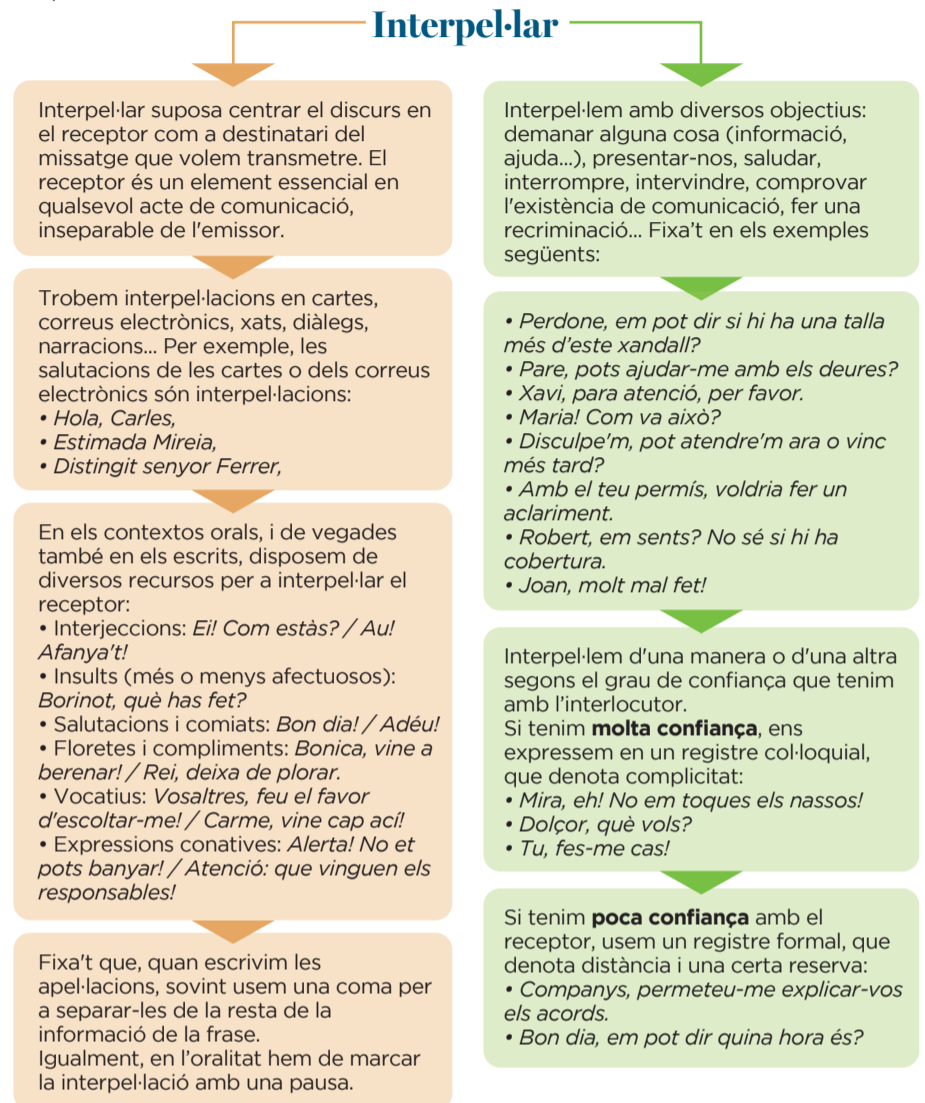 Interpel·lar
Interpel·lar suposa centrar el discurs en
el receptor com a destinatari del
missatge que volem transmetre. El
receptor és un element essencial en
qualsevol acte de comunicació,
inseparable de l'emissor.
Trobem interpel·lacions en cartes,
correus electrònics, xats, diàlegs,
narracions... Per exemple, les
salutacions de les cartes o dels correus
electrònics són interpel·lacions:
• Hola, Carles,
• Estimada Mireia,
• Distingit senyor Ferrer,
En els contextos orals, i de vegades
també en els escrits, disposem de
diversos recursos per a interpel·lar el
receptor:
• Interjeccions: Ei! Com estàs? / Au!
Afanya't!
• Insults (més o menys afectuosos):
Borinot, què has fet?
• Salutacions i comiats: Bon dia! / Adéu!
• Floretes i compliments: Bonica, vine a
berenar! / Rei, deixa de plorar.
• Vocatius: Vosaltres, feu el favor
d'escoltar-me! / Carme, vine cap ací!
• Expressions conatives: Alerta! No et
pots banyar! / Atenció: que vinguen els
responsables!
Fixa't que, quan escrivim les
apel·lacions, sovint usem una coma per
a separar-les de la resta de la
informació de la frase.
Igualment, en l’oralitat hem de marcar
la interpel·lació amb una pausa.
Interpel·lem amb diversos objectius:
demanar alguna cosa (informació,
ajuda...), presentar-nos, saludar,
interrompre, intervindre, comprovar
l'existència de comunicació, fer una
recriminació... Fixa’t en els exemples
següents:
• Perdone, em pot dir si hi ha una talla
més d’este xandall?
• Pare, pots ajudar-me amb els deures?
• Xavi, para atenció, per favor.
• Maria! Com va això?
• Disculpe'm, pot atendre'm ara o vinc
més tard?
• Amb el teu permís, voldria fer un
aclariment.
• Robert, em sents? No sé si hi ha
cobertura.
• Joan, molt mal fet!
Interpel·lem d'una manera o d'una altra
segons el grau de confiança que tenim
amb l’interlocutor.
Si tenim molta confiança, ens
expressem en un registre col·loquial,
que denota complicitat:
• Mira, eh! No em toques els nassos!
• Dolçor, què vols?
• Tu, fes-me cas!
Si tenim poca confiança amb el
receptor, usem un registre formal, que
denota distància i una certa reserva:
• Companys, permeteu-me explicar-vos
els acords.
• Bon dia, em pot dir quina hora és?